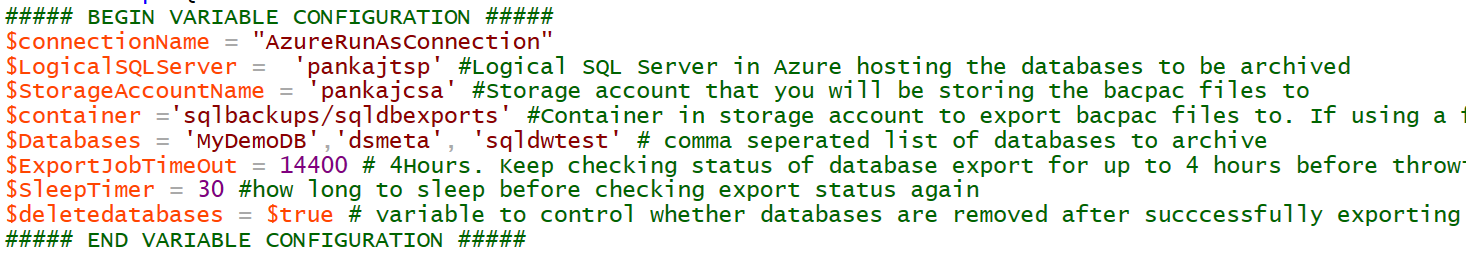 ##### BEGIN VARIABLE CONFIGURATION #####
$connectionName = "AzureRunAsConnection"
$LogicalSQLServer =  'pankajtsp' #Logical SQL Server in Azure hosting the databases to be archived
$StorageAccountName = 'pankajcsa' #Storage account that you will be storing the bacpac files to
$container ='sqlbackups/sqldbexports' #Container in storage account to export bacpac files to. If using a
$Databases = 'MyDemoDB','dsmeta', 'sqldwtest' # comma seperated list of databases to archive
$ExportJobTimeOut = 14400 # 4Hours. Keep checking status of database export for up to 4 hours before
$SleepTimer = 30 #how long to sleep before checking export status again
$deletedatabases = $true # variable to control whether databases are removed after succcessfully exporting
##### END VARIABLE CONFIGURATION #####